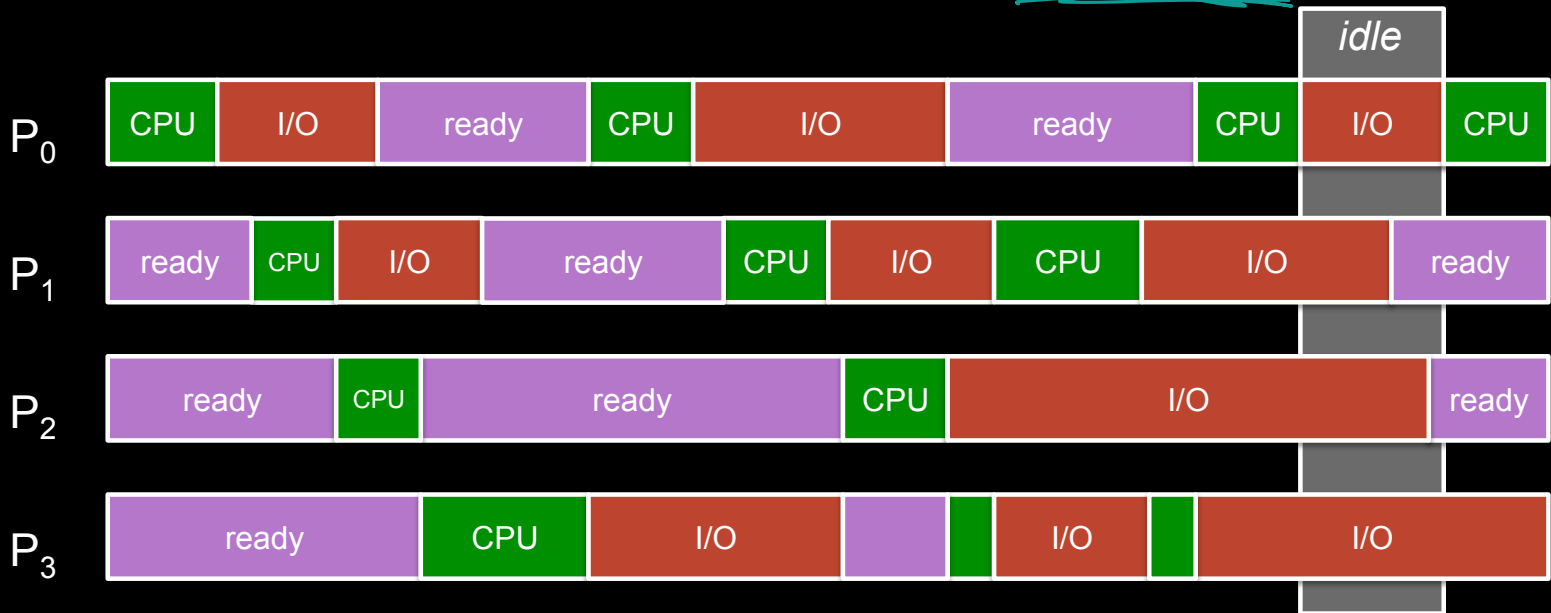 idle
P0 CPU I/O ready CPU I/O ready CPU I/O CPU
P1 ready CPU I/O ready CPU I/O CPU I/O ready
P2 ready CPU ready CPU I/O ready
P3 ready CPU I/O I/O I/O